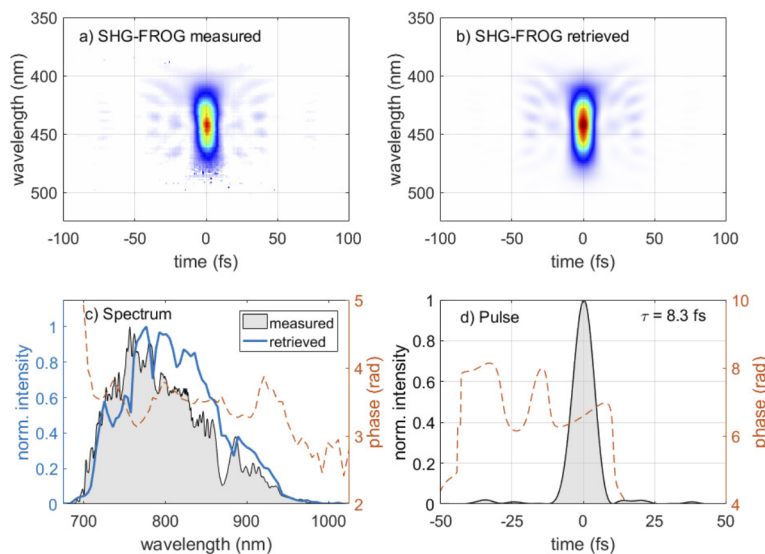 a) SHG-FROG measured
350
400
450
500
wavelength (nm)
-100
-50
0
50
100
time (fs)
b) SHG-FROG retrieved
350
400
450
500
wavelength (nm)
-100
-50
0
50
100
time (fs)
c) Spectrum
measured
retrieved
1
0.8
0.6
0.4
0.2
0
norm. intensity
5
4
3
2
phase (rad)
700
800
900
1000
wavelength (nm)
d) Pulse
τ = 8.3 fs
1
0.8
0.6
0.4
0.2
0
norm. intensity
10
8
6
4
phase (rad)
-50
-25
0
25
50
time (fs)